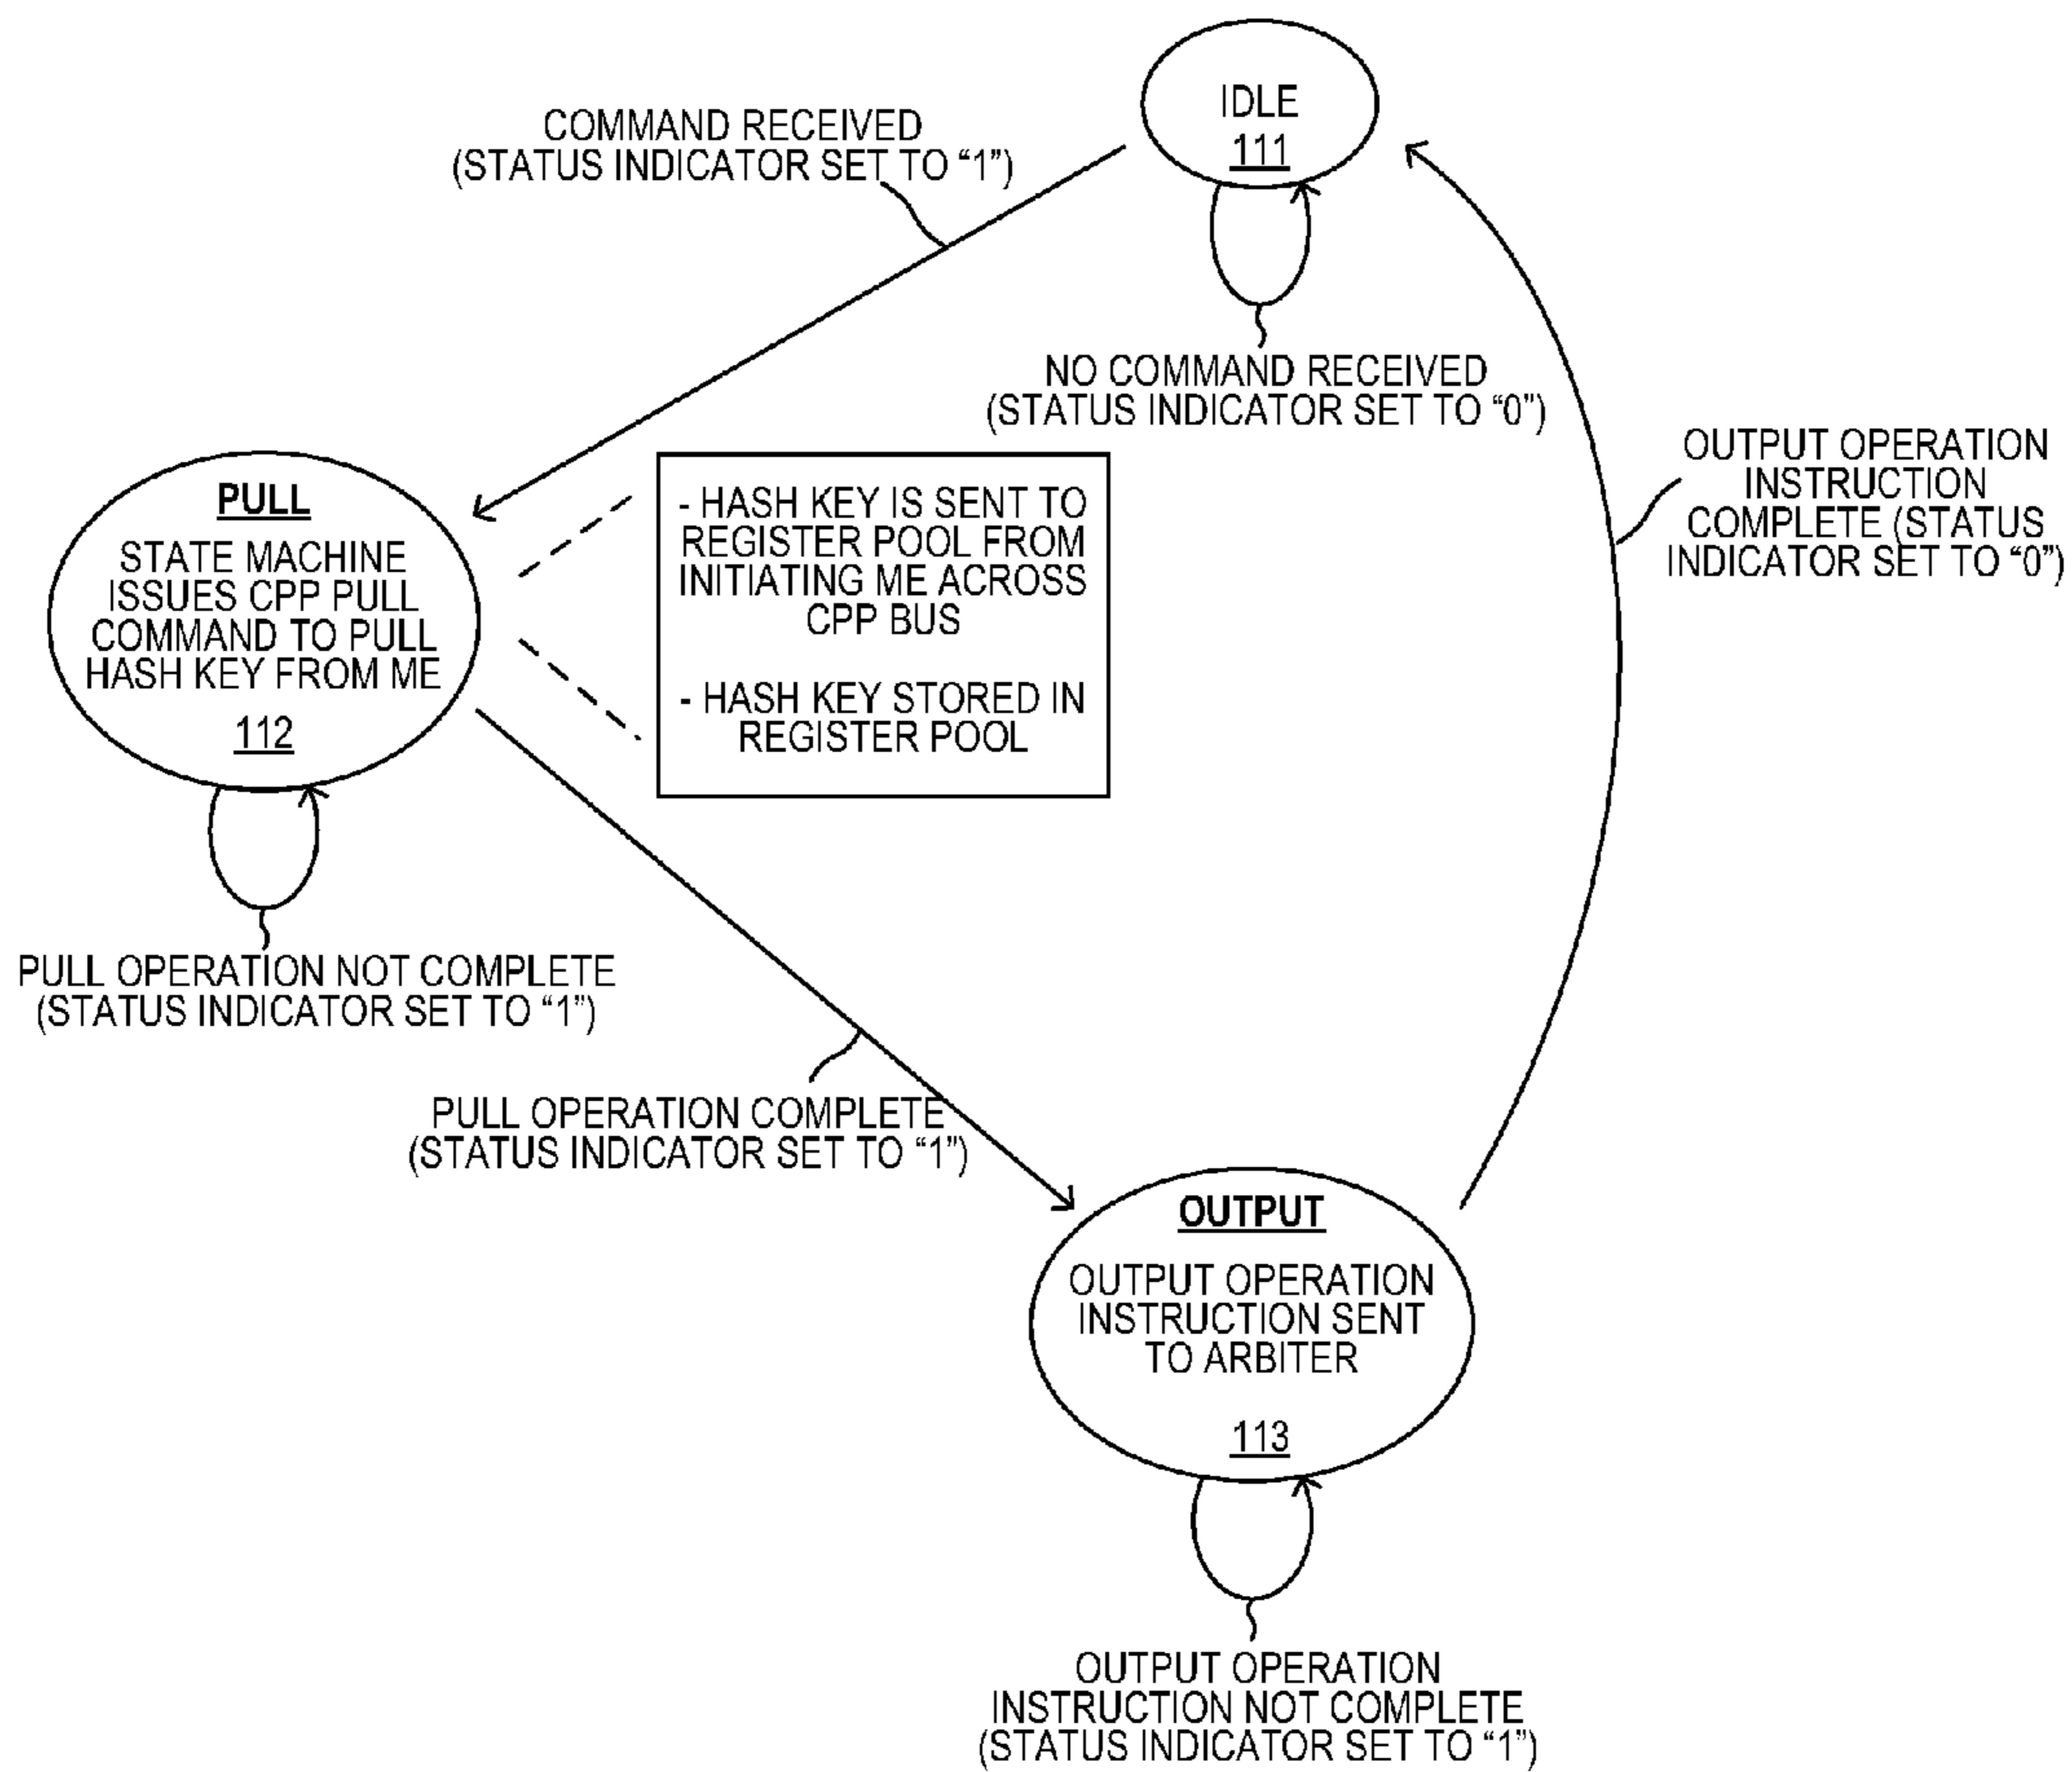 IDLE
111
COMMAND RECEIVED
(STATUS INDICATOR SET TO “1”)
NO COMMAND RECEIVED
(STATUS INDICATOR SET TO “0”)
OUTPUT OPERATION
INSTRUCTION
COMPLETE (STATUS
INDICATOR SET TO “0”)
PULL
STATE MACHINE
ISSUES CPP PULL
COMMAND TO PULL
HASH KEY FROM ME
112
- HASH KEY IS SENT TO
REGISTER POOL FROM
INITIATING ME ACROSS
CPP BUS
- HASH KEY STORED IN
REGISTER POOL
PULL OPERATION NOT COMPLETE
(STATUS INDICATOR SET TO “1”)
PULL OPERATION COMPLETE
(STATUS INDICATOR SET TO “1”)
OUTPUT
OUTPUT OPERATION
INSTRUCTION SENT
TO ARBITER
113
OUTPUT OPERATION
INSTRUCTION NOT COMPLETE
(STATUS INDICATOR SET TO “1”)